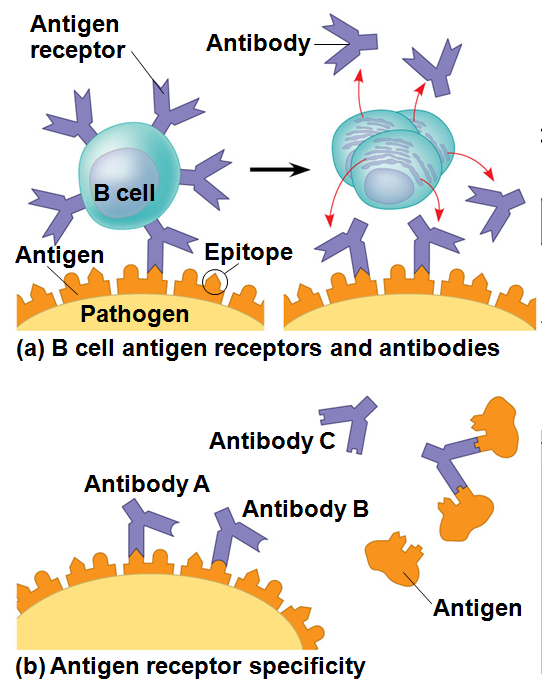 Antigen
receptor
Antibody
B cell
Antigen
Epitope
Pathogen
(a) B cell antigen receptors and antibodies
Antibody C
Antibody A
Antibody B
Antigen
(b) Antigen receptor specificity